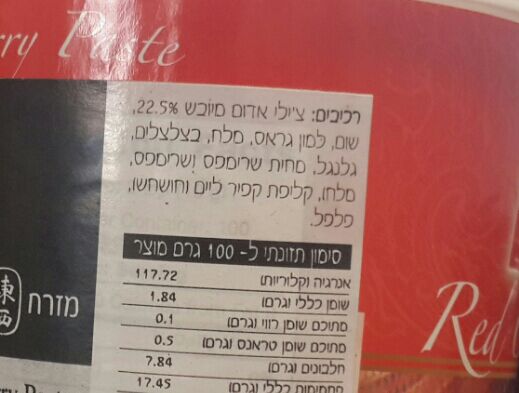 rry Paste
רכיבים: צ'ילי אדום מיובש 22.5%,
שום, למון גראס, מלח, בצלצלים,
גלנגל, מחית שרימפס (שרימפס,
מלח), קליפת קפיר ליים וחושחש,
פלפל.
סימון תזונתי ל- 100 גרם מוצר
אנרגיה (קלוריות) 117.72
שומן כללי (גרם) 1.84
מתוכם שומן רווי (גרם) 0.1
מתוכם שומן טראנס (גרם) 0.5
חלבונים (גרם) 7.84
פחמימות כללי (גרם) 17.45
מזרח
東西
Red